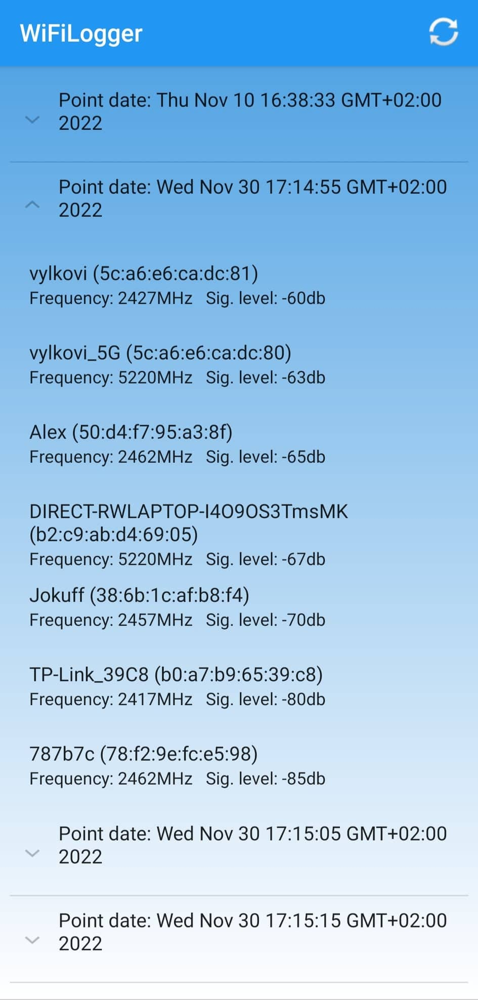 WiFiLogger
Point date: Thu Nov 10 16:38:33 GMT+02:00
2022
Point date: Wed Nov 30 17:14:55 GMT+02:00
2022
vylkovi (5c:a6:e6:ca:dc:81)
Frequency: 2427MHz Sig. level: -60db
vylkovi_5G (5c:a6:e6:ca:dc:80)
Frequency: 5220MHz Sig. level: -63db
Alex (50:d4:f7:95:a3:8f)
Frequency: 2462MHz Sig. level: -65db
DIRECT-RWLAPTOP-I4O9OS3TmsMK
(b2:c9:ab:d4:69:05)
Frequency: 5220MHz Sig. level: -67db
Jokuff (38:6b:1c:af:b8:f4)
Frequency: 2457MHz Sig. level: -70db
TP-Link_39C8 (b0:a7:b9:65:39:c8)
Frequency: 2417MHz Sig. level: -80db
787b7c (78:f2:9e:fc:e5:98)
Frequency: 2462MHz Sig. level: -85db
Point date: Wed Nov 30 17:15:05 GMT+02:00
2022
Point date: Wed Nov 30 17:15:15 GMT+02:00
2022